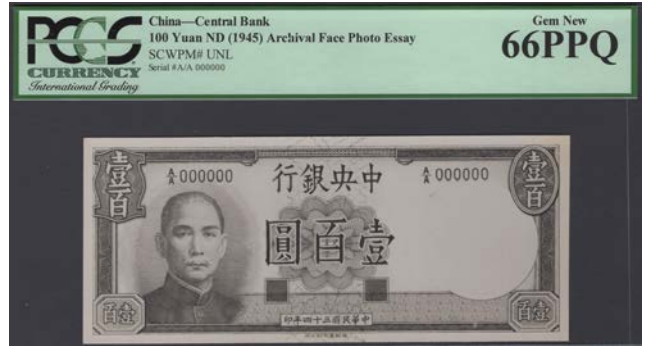 PCGS
CURRENCY
International Grading
China—Central Bank
100 Yuan ND (1945) Archival Face Photo Essay
SCWPM# UNL
Serial #A/A 000000
Gem New
66PPQ
壹百
A/A 000000
行銀央中
A/A 000000
壹百
圓百壹
百壹
印年四十三國民華中
百壹